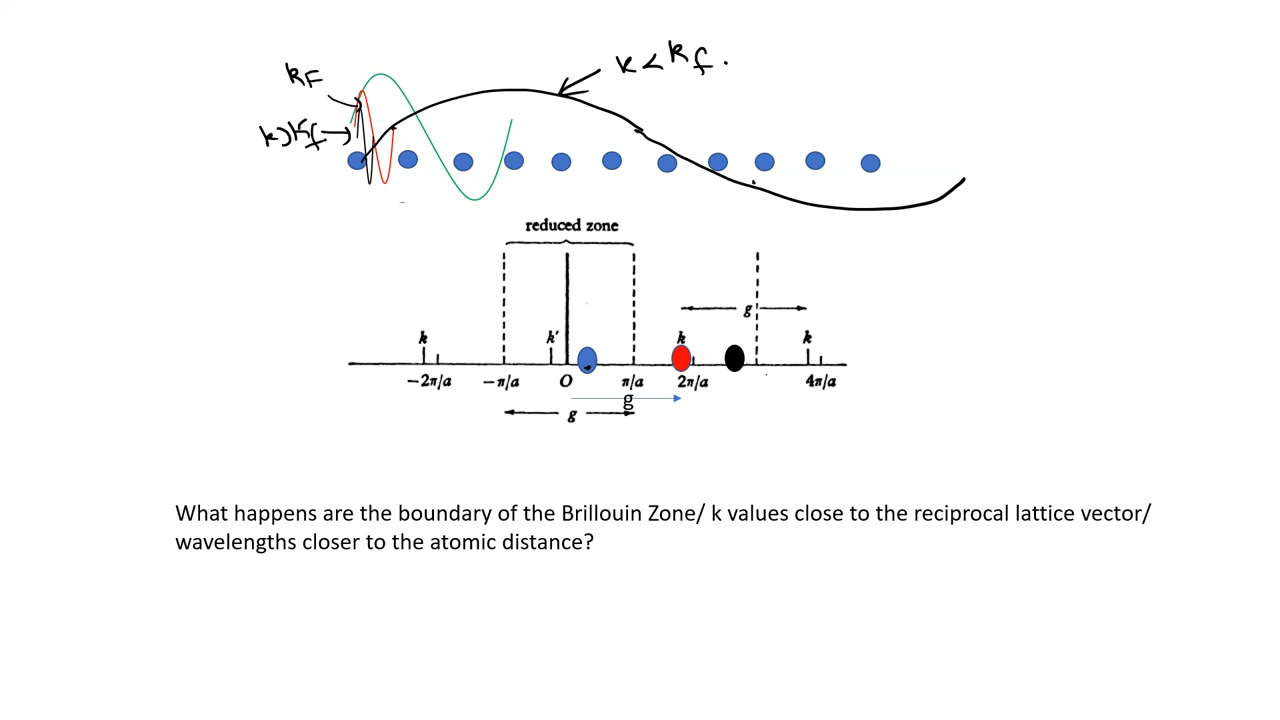 k < kf.
kF
k>kf
reduced zone
g
k k' k k
−2π/a −π/a O π/a 2π/a 4π/a
g
g
What happens are the boundary of the Brillouin Zone/ k values close to the reciprocal lattice vector/
wavelengths closer to the atomic distance?